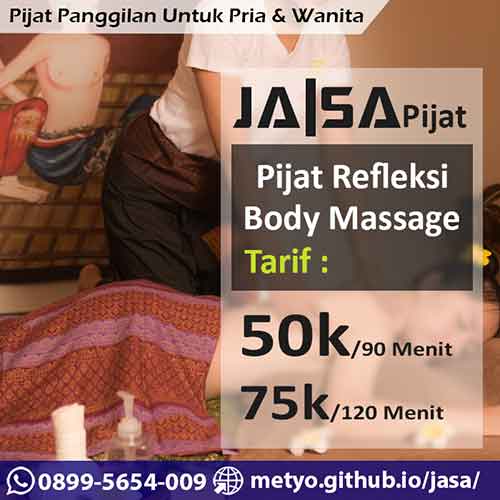 Pijat Panggilan Untuk Pria & Wanita
JA|SA Pijat
Pijat Refleksi
Body Massage
Tarif :
50k/90 Menit
75k/120 Menit
0899-5654-009 metyo.github.io/jasa/